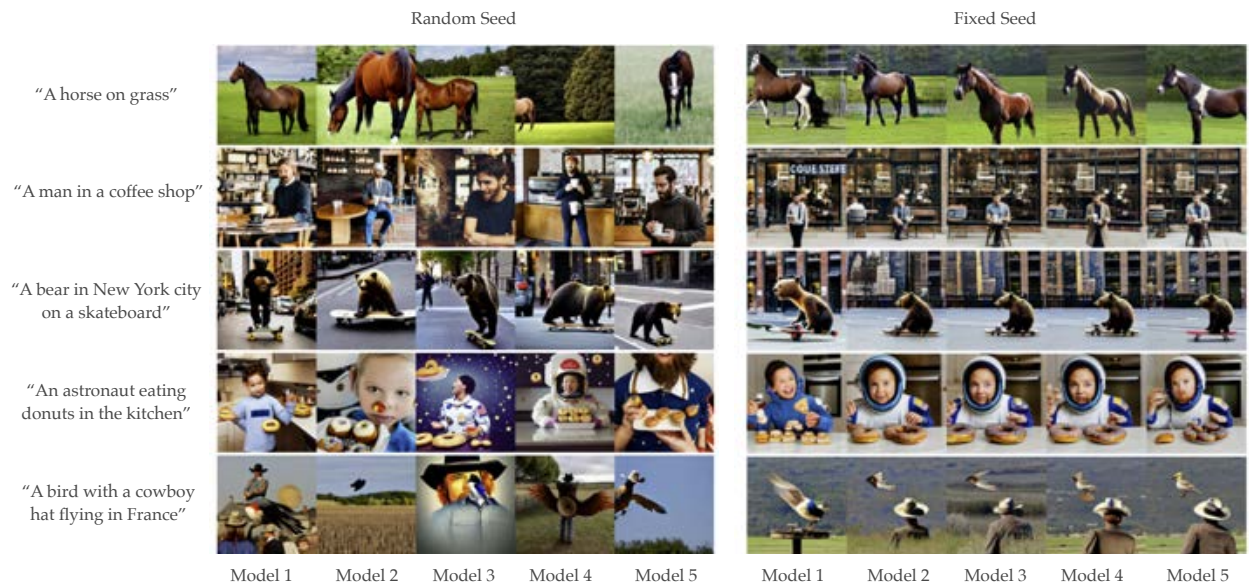 Random Seed
Fixed Seed
“A horse on grass”
“A man in a coffee shop”
“A bear in New York city
on a skateboard”
“An astronaut eating
donuts in the kitchen”
“A bird with a cowboy
hat flying in France”
Model 1
Model 2
Model 3
Model 4
Model 5
Model 1
Model 2
Model 3
Model 4
Model 5